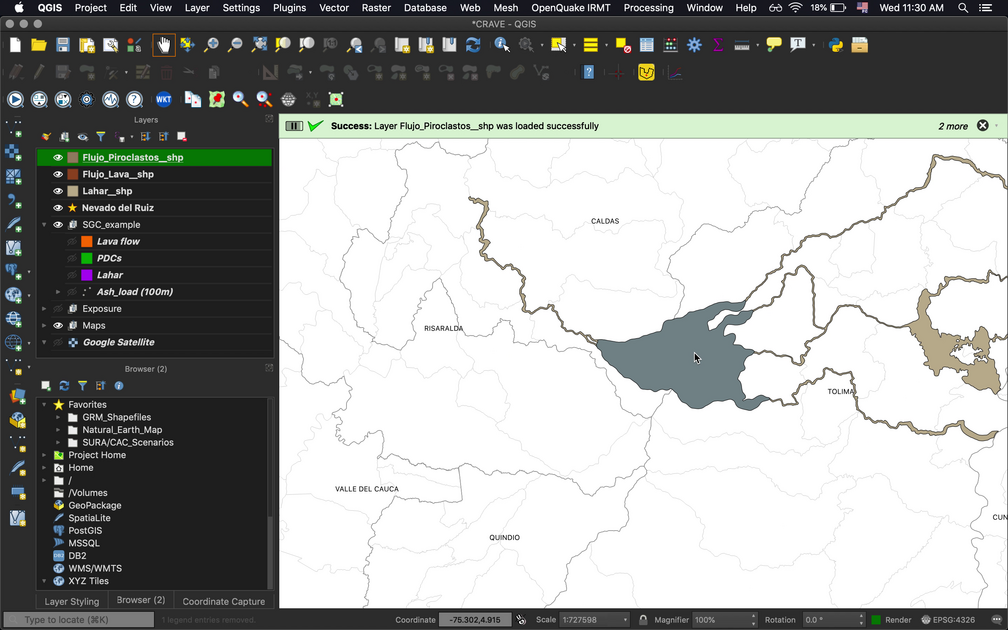 QGIS Project Edit View Layer Settings Plugins Vector Raster Database Web Mesh OpenQuake IRMT Processing Window Help 18% Wed 11:30 AM
*CRAVE - QGIS
WKT
Layers
Success: Layer Flujo_Piroclastos__shp was loaded successfully
2 more
Flujo_Piroclastos__shp
Flujo_Lava__shp
Lahar__shp
Nevado del Ruiz
SGC_example
Lava flow
PDCs
Lahar
Ash_load (100m)
Exposure
Maps
Google Satellite
Browser (2)
Favorites
GRM_Shapefiles
Natural_Earth_Map
SURA/CAC_Scenarios
Project Home
Home
/
/Volumes
GeoPackage
SpatiaLite
PostGIS
MSSQL
DB2
WMS/WMTS
XYZ Tiles
CALDAS
RISARALDA
TOLIMA
VALLE DEL CAUCA
QUINDIO
CUN
Layer Styling Browser (2) Coordinate Capture
Type to locate (⌘K) 1 legend entries removed. Coordinate -75.302,4.915 Scale 1:727598 Magnifier 100% Rotation 0.0 ° Render EPSG:4326